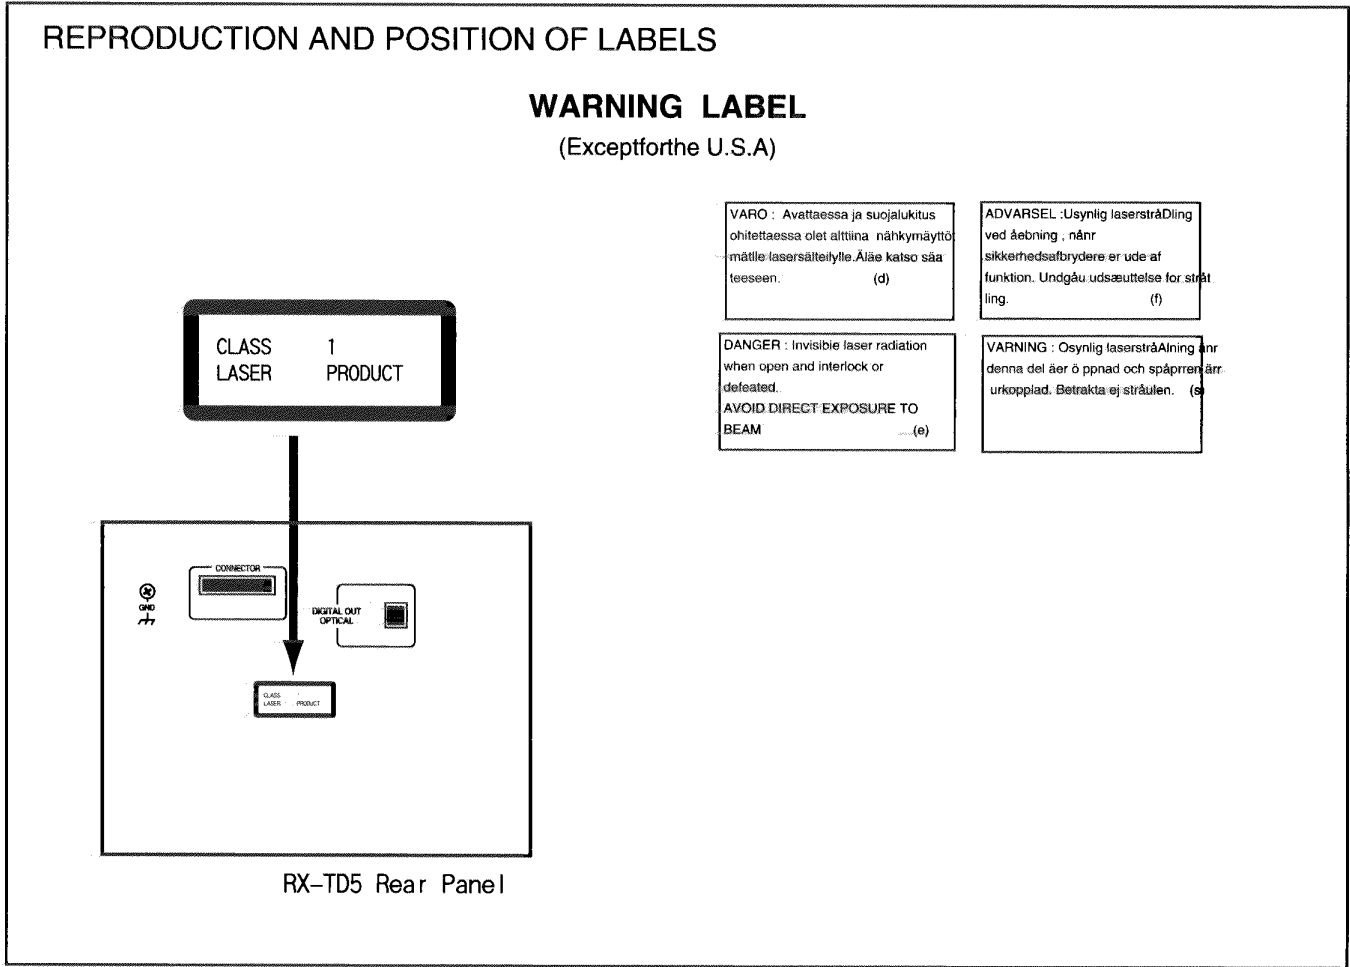 REPRODUCTION AND POSITION OF LABELS
WARNING LABEL
(Exceptforthe U.S.A)
VARO : Avattaessa ja suojalukitus
ohitettaessa olet alttiina nähkymäyttö
mätlle lasersälteilylle.Äläe katso säa
teeseen. (d)
ADVARSEL :Usynlig laserstråDling
ved åebning , nånr
sikkerhedsafbrydere er ude af
funktion. Undgåu udsæuttelse for stråt
ling. (f)
DANGER : Invisibie laser radiation
when open and interlock or
defeated.
AVOID DIRECT EXPOSURE TO
BEAM (e)
VARNING : Osynlig laserstråAlning änr
denna del äer ö ppnad och spåprren ärr
urkopplad. Betrakta ej stråulen. (s)
CLASS 1
LASER PRODUCT
CONNECTOR
GND
DIGITAL OUT
OPTICAL
CLASS 1
LASER PRODUCT
RX-TD5 Rear Panel